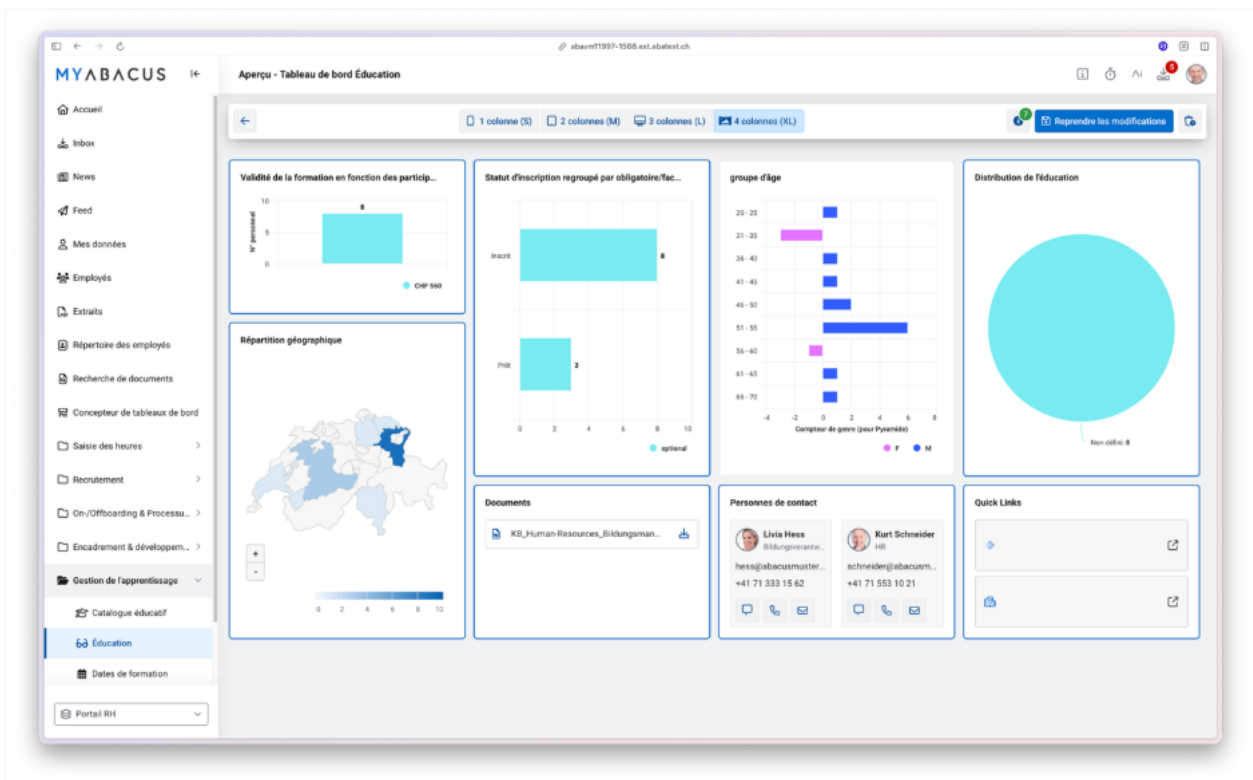 abavm11997-1568.ext.abatest.ch
MYABACUS
Aperçu - Tableau de bord Éducation
5
Accueil
Inbox
News
Feed
Mes données
Employés
Extraits
Répertoire des employés
Recherche de documents
Concepteur de tableaux de bord
Saisie des heures
Recrutement
On-/Offboarding & Processu...
Encadrement & développem...
Gestion de l'apprentissage
Catalogue éducatif
Éducation
Dates de formation
Portail RH
1 colonne (S)
2 colonnes (M)
3 colonnes (L)
4 colonnes (XL)
7
Reprendre les modifications
Validité de la formation en fonction des particip...
N° personnel
10
5
0
8
CHF 560
Statut d'inscription regroupé par obligatoire/fac...
Inscrit
8
Prêt
3
0 2 4 6 8 10
optional
groupe d'âge
20 - 25
31 - 35
36 - 40
41 - 45
46 - 50
51 - 55
56 - 60
61 - 65
66 - 70
-4 -2 0 2 4 6 8
Compteur de genre (pour Pyramide)
F M
Distribution de l'éducation
Non défini: 8
Répartition géographique
+
-
0 2 4 6 8 10
Documents
KB_Human-Resources_Bildungsman...
Personnes de contact
Livia Hess
Bildungsverantw...
hess@abacusmuster...
+41 71 333 15 62
Kurt Schneider
HR
schneider@abacusm...
+41 71 553 10 21
Quick Links